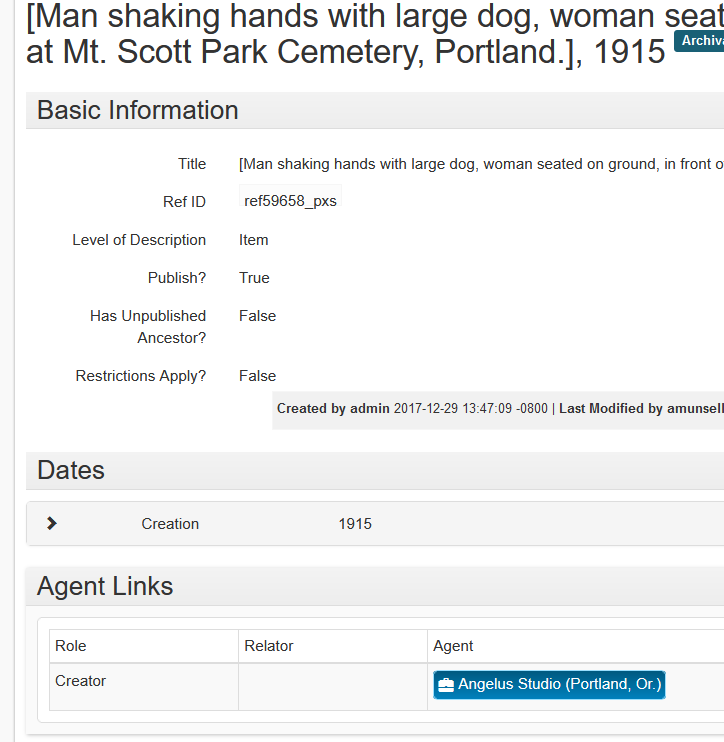 [Man shaking hands with large dog, woman seat
at Mt. Scott Park Cemetery, Portland.], 1915 Archiv
Basic Information
Title [Man shaking hands with large dog, woman seated on ground, in front o
Ref ID ref59658_pxs
Level of Description Item
Publish? True
Has Unpublished False
Ancestor?
Restrictions Apply? False
Created by admin 2017-12-29 13:47:09 -0800 | Last Modified by amunsell
Dates
Creation 1915
Agent Links
Role Relator Agent
Creator Angelus Studio (Portland, Or.)